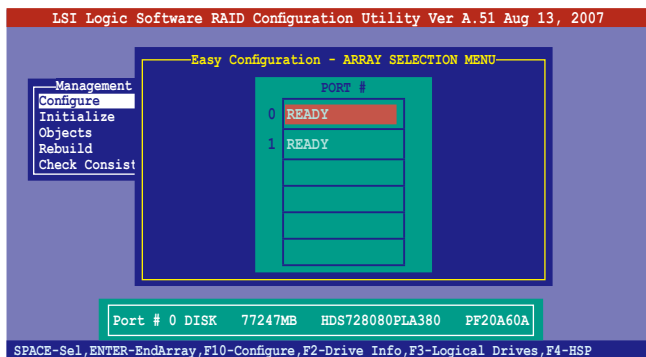 LSI Logic Software RAID Configuration Utility Ver A.51 Aug 13, 2007
Easy Configuration - ARRAY SELECTION MENU
Management
Configure
Initialize
Objects
Rebuild
Check Consist
PORT #
0 READY
1 READY
Port # 0 DISK 77247MB HDS728080PLA380 PF20A60A
SPACE-Sel,ENTER-EndArray,F10-Configure,F2-Drive Info,F3-Logical Drives,F4-HSP